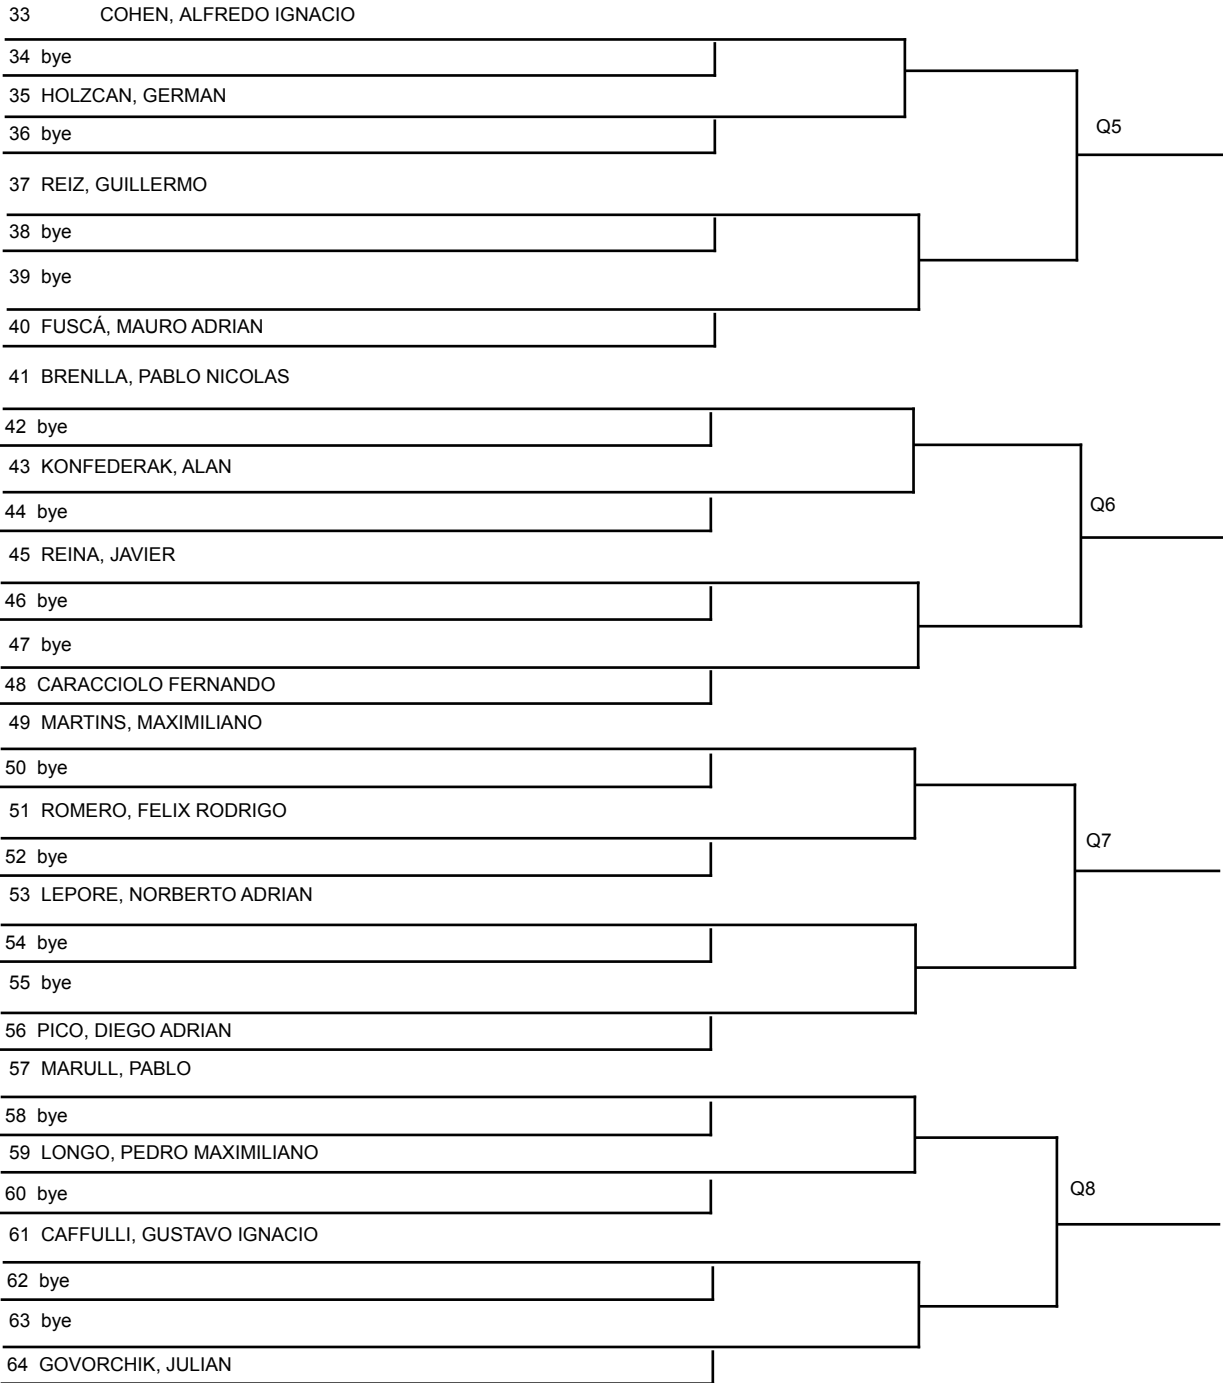 33 COHEN, ALFREDO IGNACIO
34 bye
35 HOLZCAN, GERMAN
36 bye
Q5
37 REIZ, GUILLERMO
38 bye
39 bye
40 FUSCÁ, MAURO ADRIAN
41 BRENLLA, PABLO NICOLAS
42 bye
43 KONFEDERAK, ALAN
44 bye
Q6
45 REINA, JAVIER
46 bye
47 bye
48 CARACCIOLO FERNANDO
49 MARTINS, MAXIMILIANO
50 bye
51 ROMERO, FELIX RODRIGO
52 bye
Q7
53 LEPORE, NORBERTO ADRIAN
54 bye
55 bye
56 PICO, DIEGO ADRIAN
57 MARULL, PABLO
58 bye
59 LONGO, PEDRO MAXIMILIANO
60 bye
Q8
61 CAFFULLI, GUSTAVO IGNACIO
62 bye
63 bye
64 GOVORCHIK, JULIAN